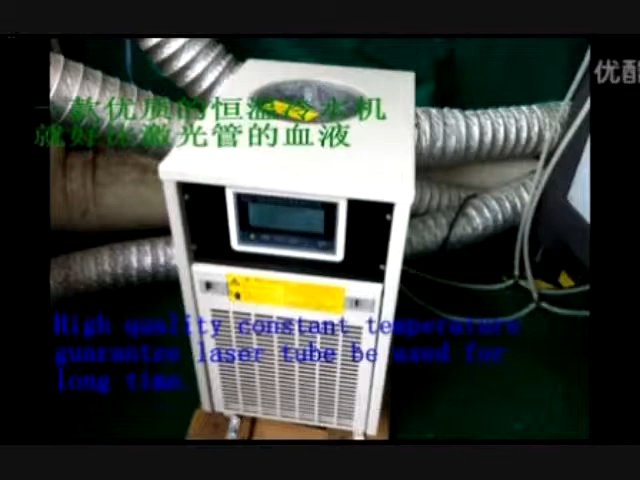 优酷
一款优质的恒温冷水机
就好比激光管的血液
High quality constant temperature
guarantee laser tube be used for
long time.